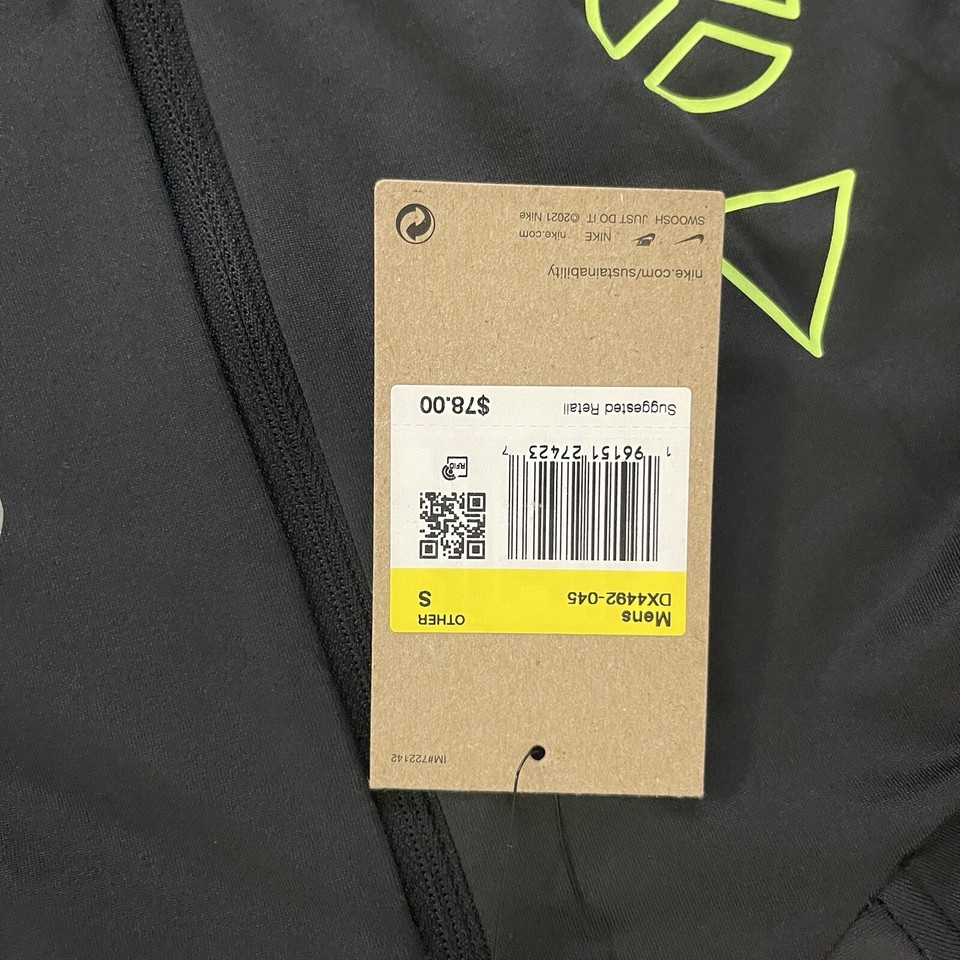 IM#722142
Mens
DX4492-045
OTHER
S
1 96151 27423 7
RFID
Suggested Retail
$78.00
nike.com/sustainability
NIKE nike.com
SWOOSH JUST DO IT ©2021 Nike